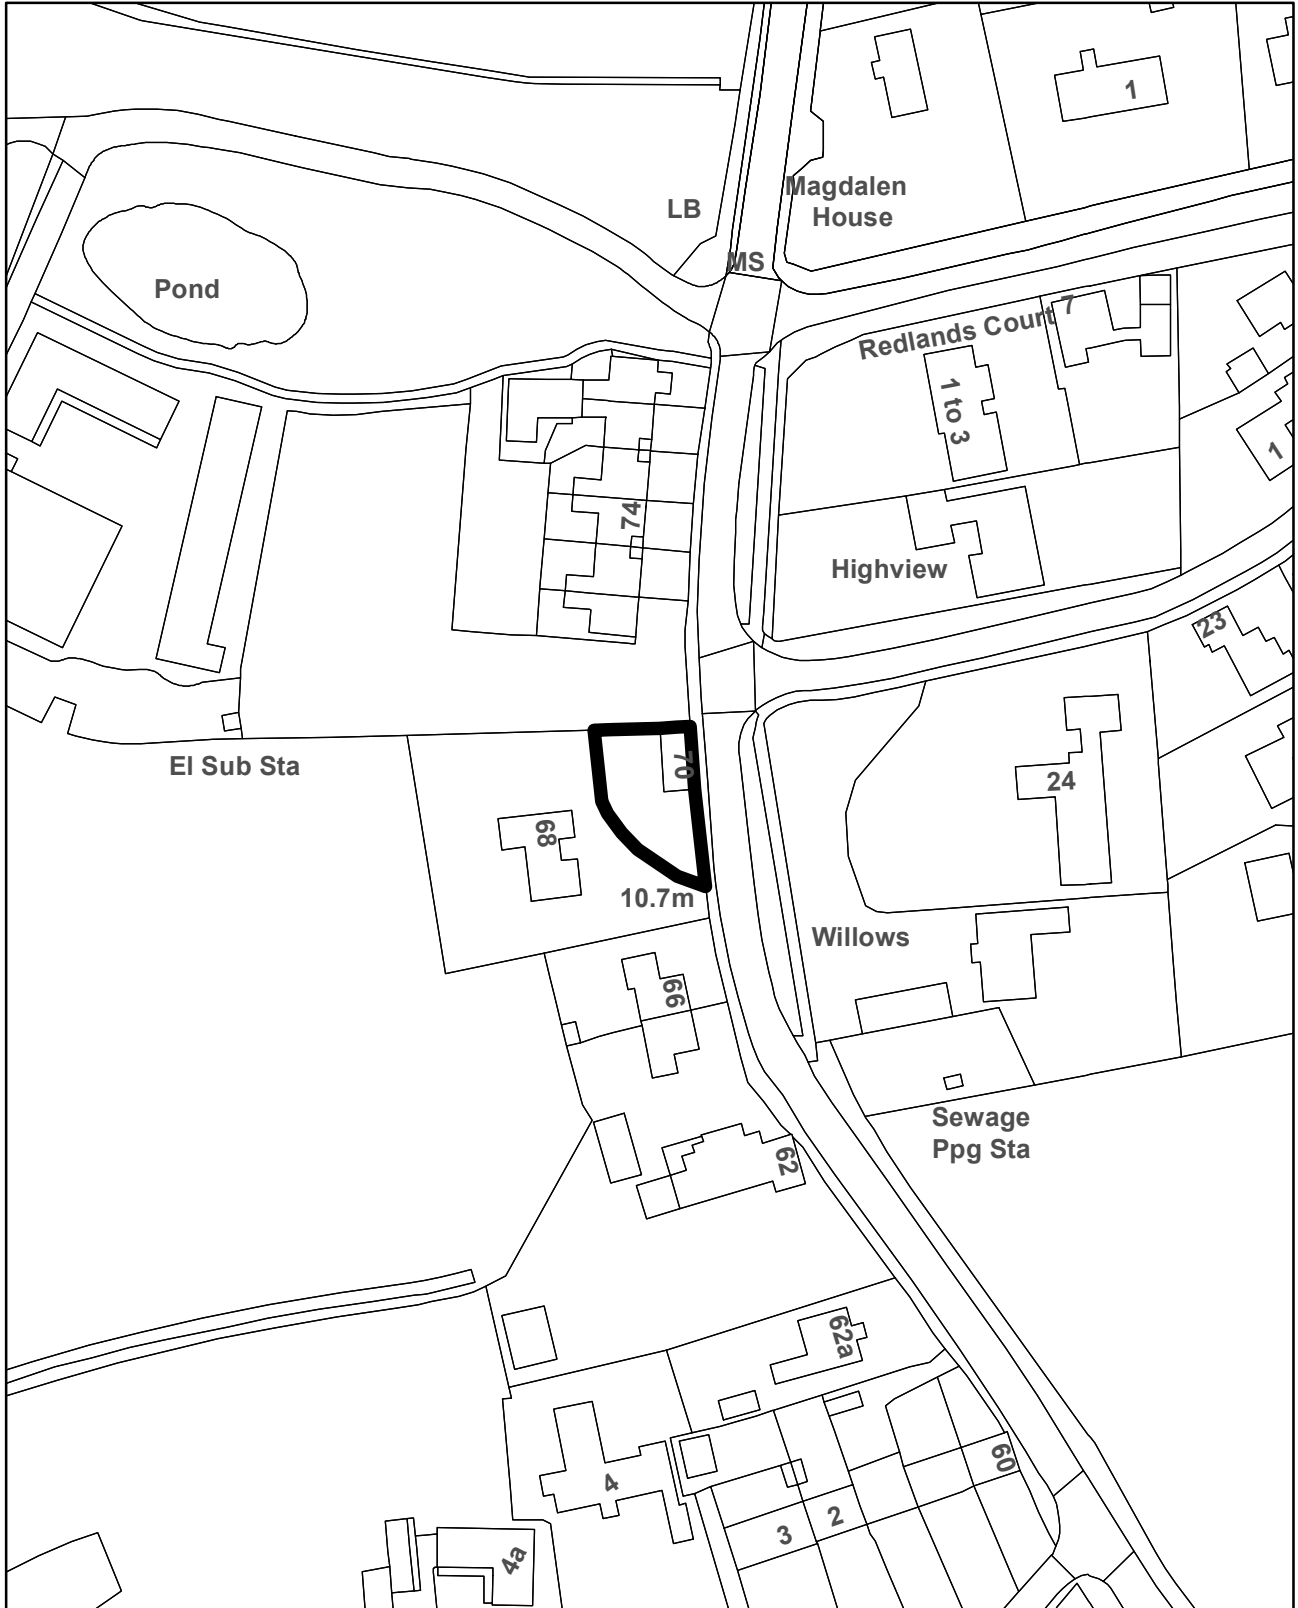 1
Magdalen
House
LB
MS
Pond
Redlands Court 7
1 to 3
1
74
Highview
23
El Sub Sta
70
24
68
10.7m
Willows
66
Sewage
Ppg Sta
62
62a
60
4
2
3
4a